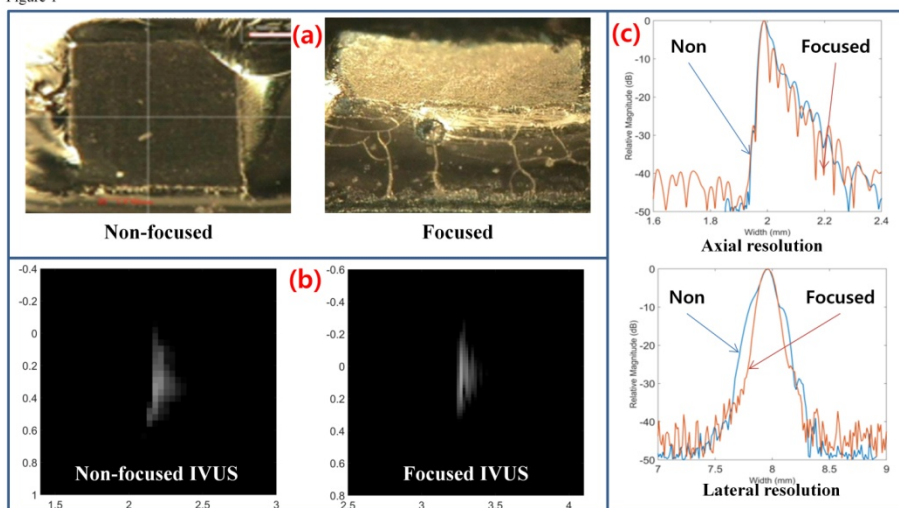 (a)
Non-focused
Focused
(b)
-0.4
-0.2
0
0.2
0.4
0.6
0.8
1
1.5
2
2.5
3
Non-focused IVUS
-0.6
-0.4
-0.2
0
0.2
0.4
0.6
0.8
2.5
3
3.5
4
Focused IVUS
(c)
Non
Focused
Relative Magnitude (dB)
0
-10
-20
-30
-40
-50
1.6
1.8
2
2.2
2.4
Width (mm)
Axial resolution
Non
Focused
Relative Magnitude (dB)
0
-10
-20
-30
-40
-50
7
7.5
8
8.5
9
Width (mm)
Lateral resolution